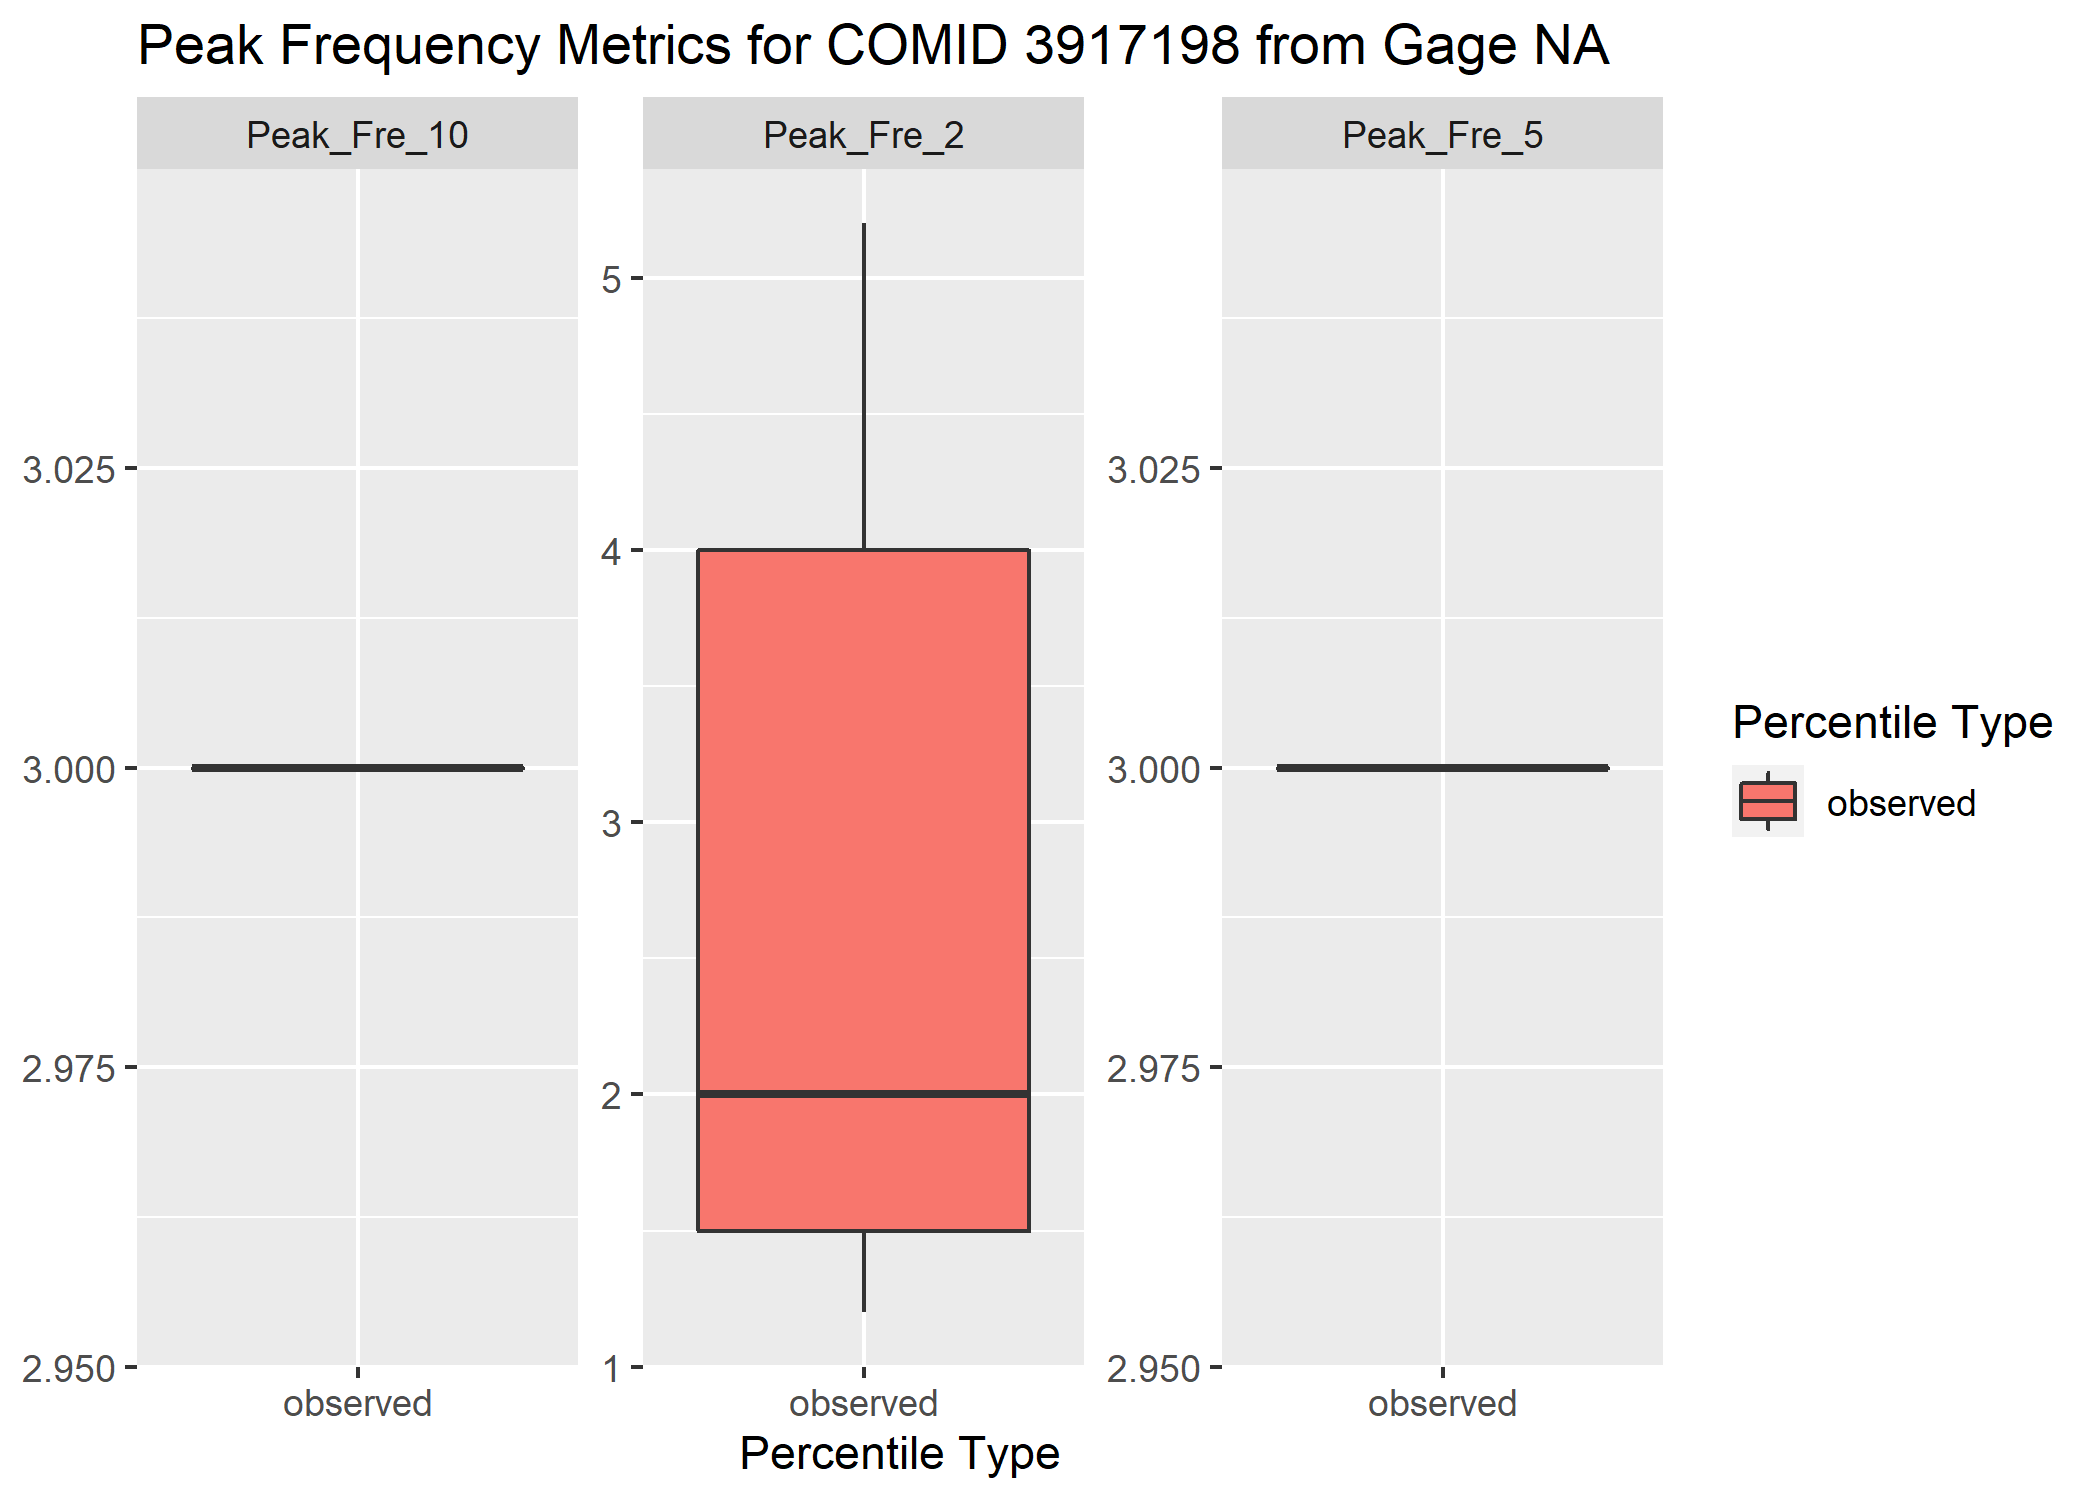 Peak Frequency Metrics for COMID 3917198 from Gage NA
Peak_Fre_10
Peak_Fre_2
Peak_Fre_5
3.025
3.000
2.975
2.950
5
4
3
2
1
3.025
3.000
2.975
2.950
observed
observed
observed
Percentile Type
Percentile Type
observed